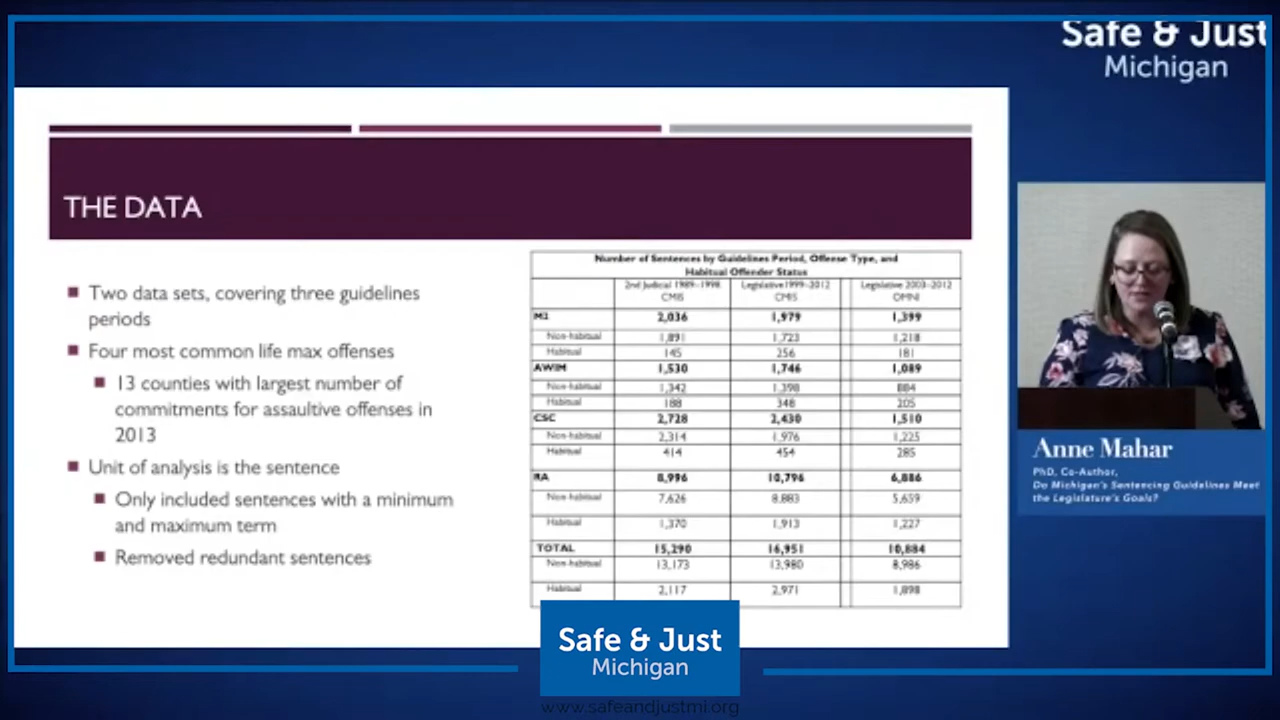 Safe & Just
Michigan
THE DATA
Two data sets, covering three guidelines
periods
Four most common life max offenses
13 counties with largest number of
commitments for assaultive offenses in
2013
Unit of analysis is the sentence
Only included sentences with a minimum
and maximum term
Removed redundant sentences
Number of Sentences by Guidelines Period, Offense Type, and
Habitual Offender Status
2nd Judicial 1989-1998 Legislative 1999-2012 Legislative 2003-2012
CMIS CMIS OMNI
M2 2,036 1,979 1,399
Non-habitual 1,891 1,723 1,218
Habitual 145 256 181
AWIM 1,530 1,746 1,089
Non-habitual 1,342 1,398 884
Habitual 188 348 205
CSC 2,728 2,430 1,510
Non-habitual 2,314 1,976 1,225
Habitual 414 454 285
RA 8,996 10,796 6,886
Non-habitual 7,626 8,883 5,659
Habitual 1,370 1,913 1,227
TOTAL 15,290 16,951 10,884
Non-habitual 13,173 13,980 8,986
Habitual 2,117 2,971 1,898
Anne Mahar
PhD, Co-Author,
Do Michigan's Sentencing Guidelines Meet
the Legislature's Goals?
Safe & Just
Michigan
www.safeandjustmi.org